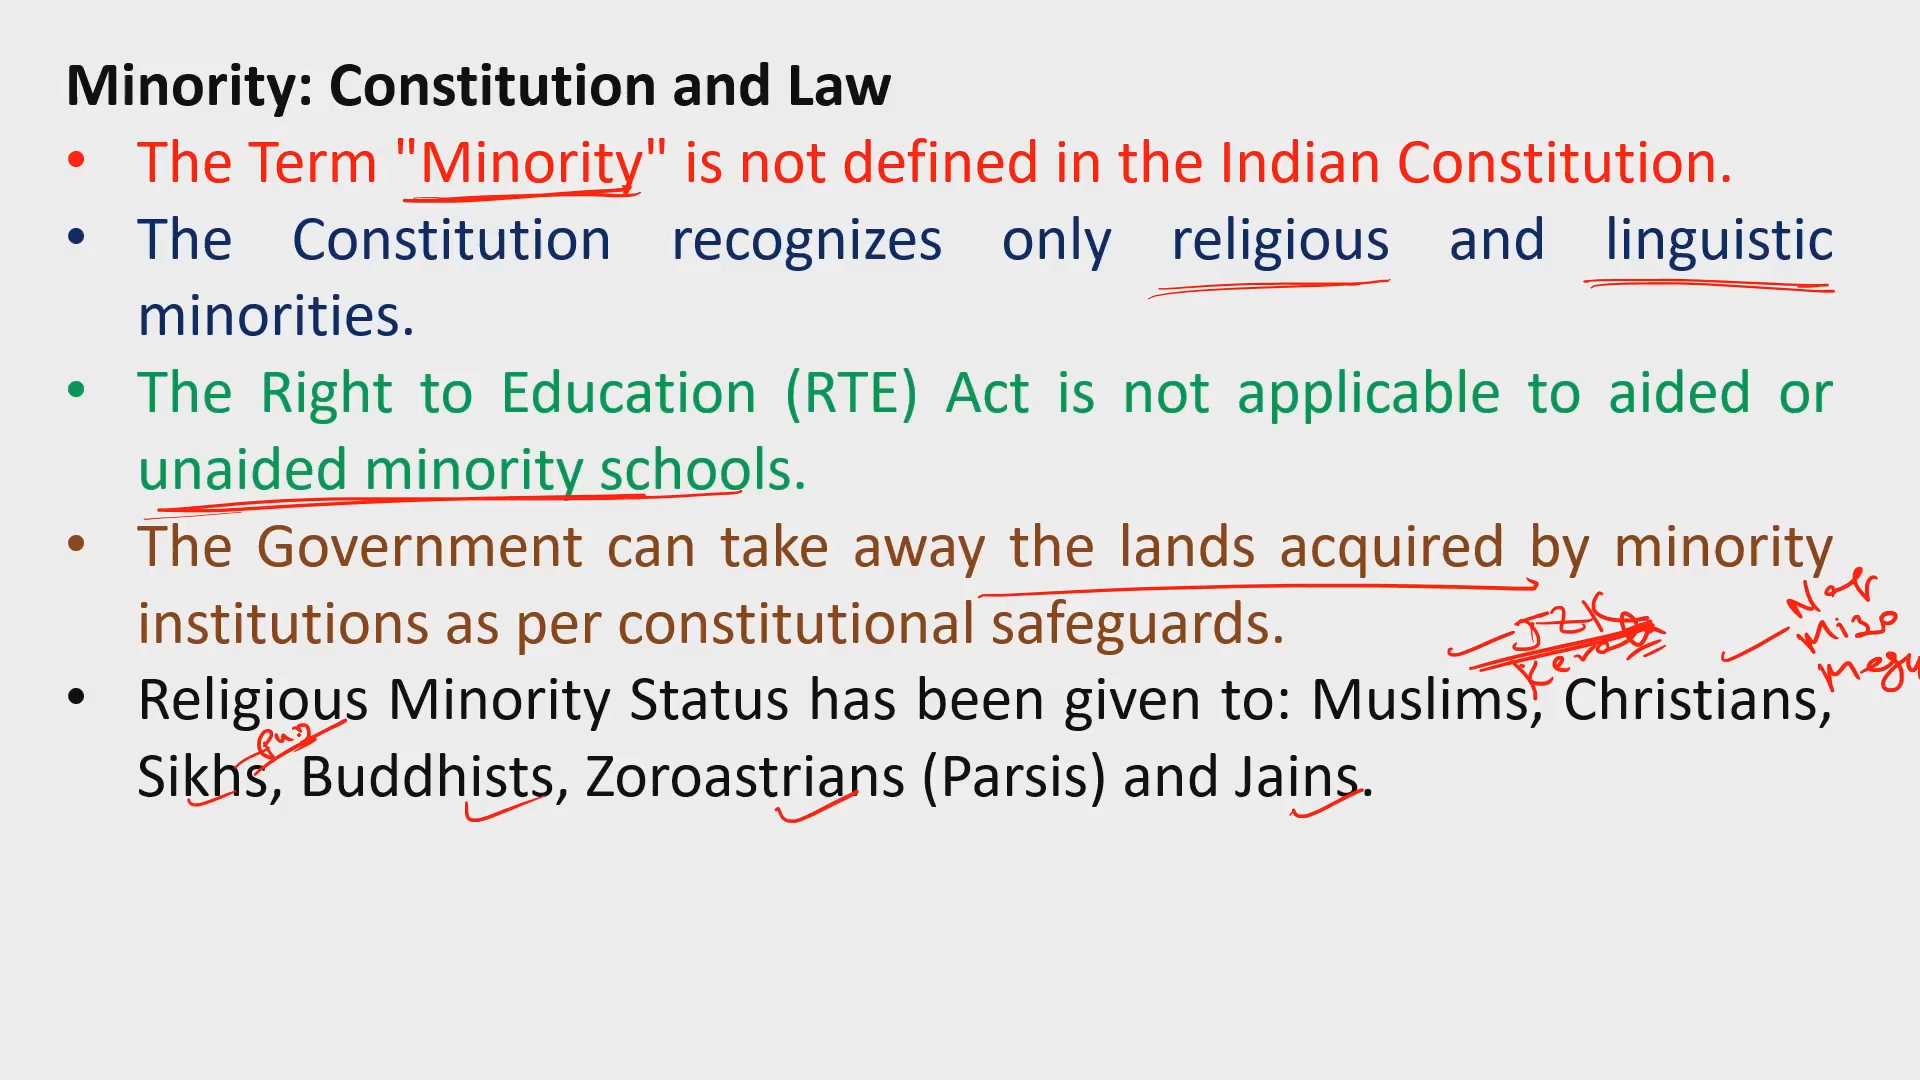 Minority: Constitution and Law
• The Term "Minority" is not defined in the Indian Constitution.
• The Constitution recognizes only religious and linguistic
minorities.
• The Right to Education (RTE) Act is not applicable to aided or
unaided minority schools.
• The Government can take away the lands acquired by minority
institutions as per constitutional safeguards.
J&K
Mizo
• Religious Minority Status has been given to: Muslims, Christians,
Sikhs, Buddhists, Zoroastrians (Parsis) and Jains.